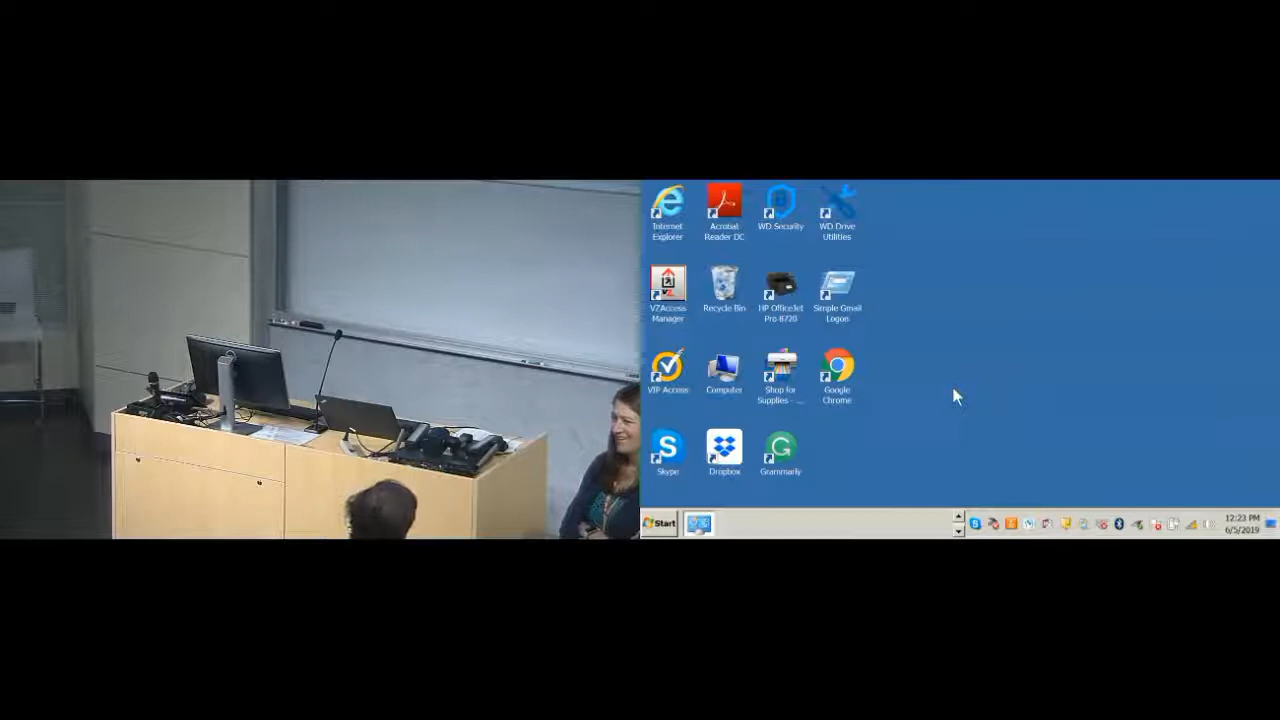 Internet
Explorer
Acrobat
Reader DC
WD Security
WD Drive
Utilities
VZAccess
Manager
Recycle Bin
HP OfficeJet
Pro 8720
Simple Gmail
Logon
VIP Access
Computer
Shop for
Supplies - ...
Google
Chrome
Skype
Dropbox
Grammarly
Start
12:23 PM
6/5/2019